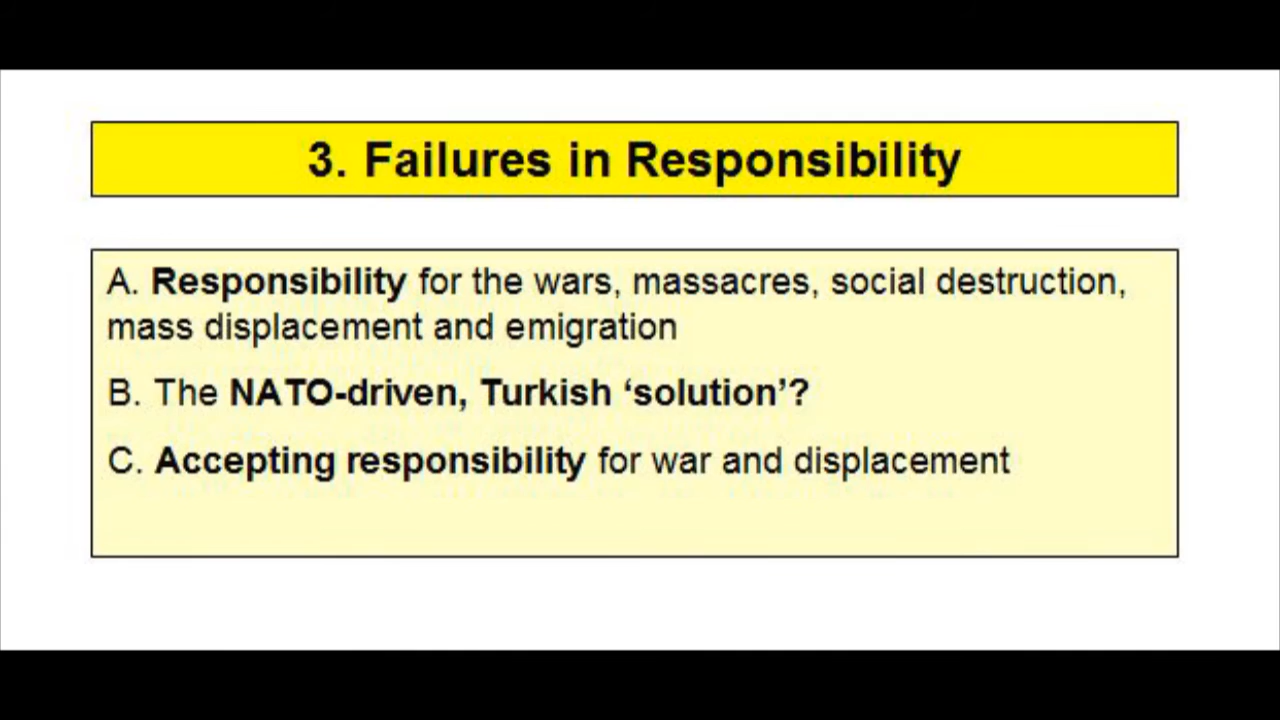 3. Failures in Responsibility
A. Responsibility for the wars, massacres, social destruction,
mass displacement and emigration
B. The NATO-driven, Turkish ‘solution’?
C. Accepting responsibility for war and displacement